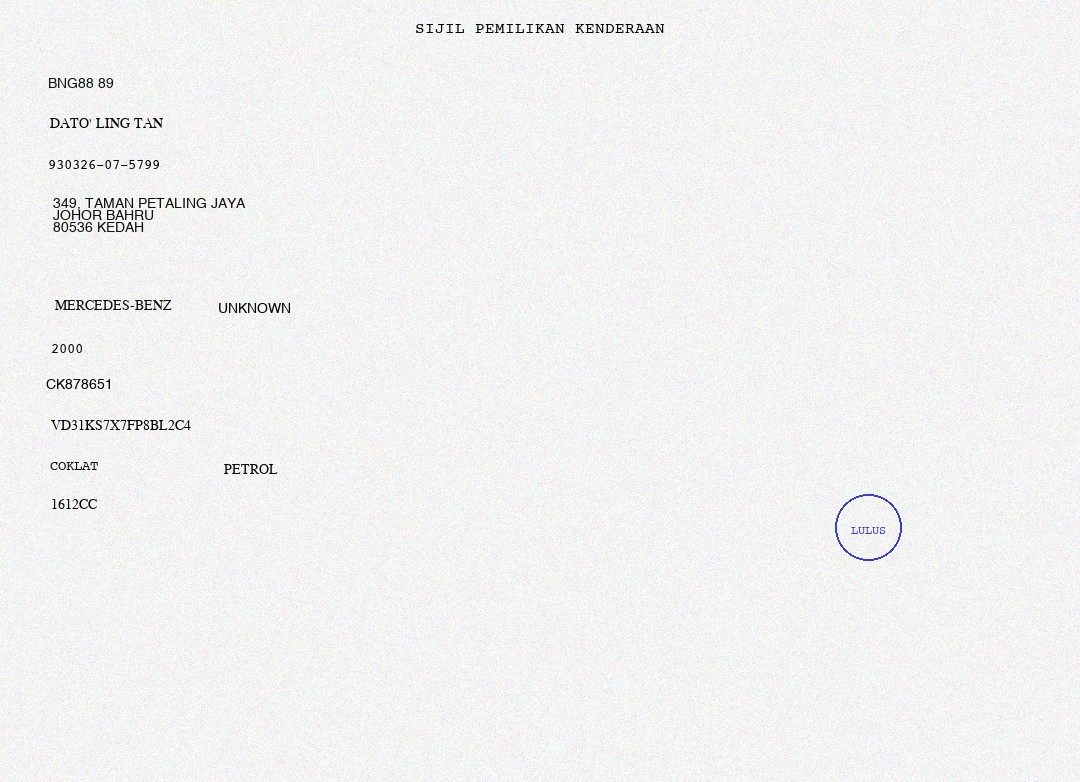 SIJIL PEMILIKAN KENDERAAN
BNG88 89
DATO' LING TAN
930326-07-5799
349, TAMAN PETALING JAYA
JOHOR BAHRU
80536 KEDAH
MERCEDES-BENZ UNKNOWN
2000
CK878651
VD31KS7X7FP8BL2C4
COKLAT PETROL
1612CC
LULUS